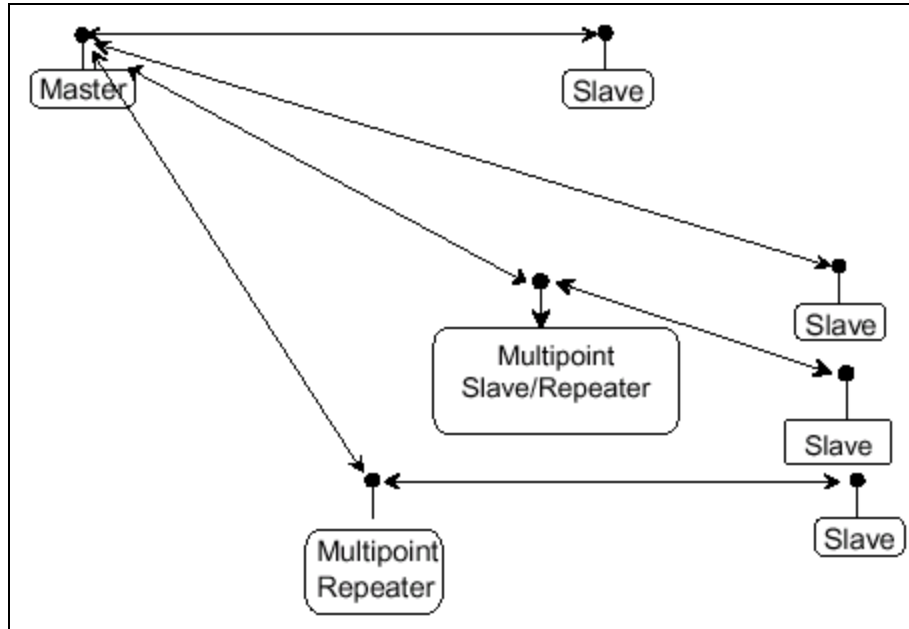 Master
Slave
Slave
Multipoint
Slave/Repeater
Slave
Multipoint
Repeater
Slave